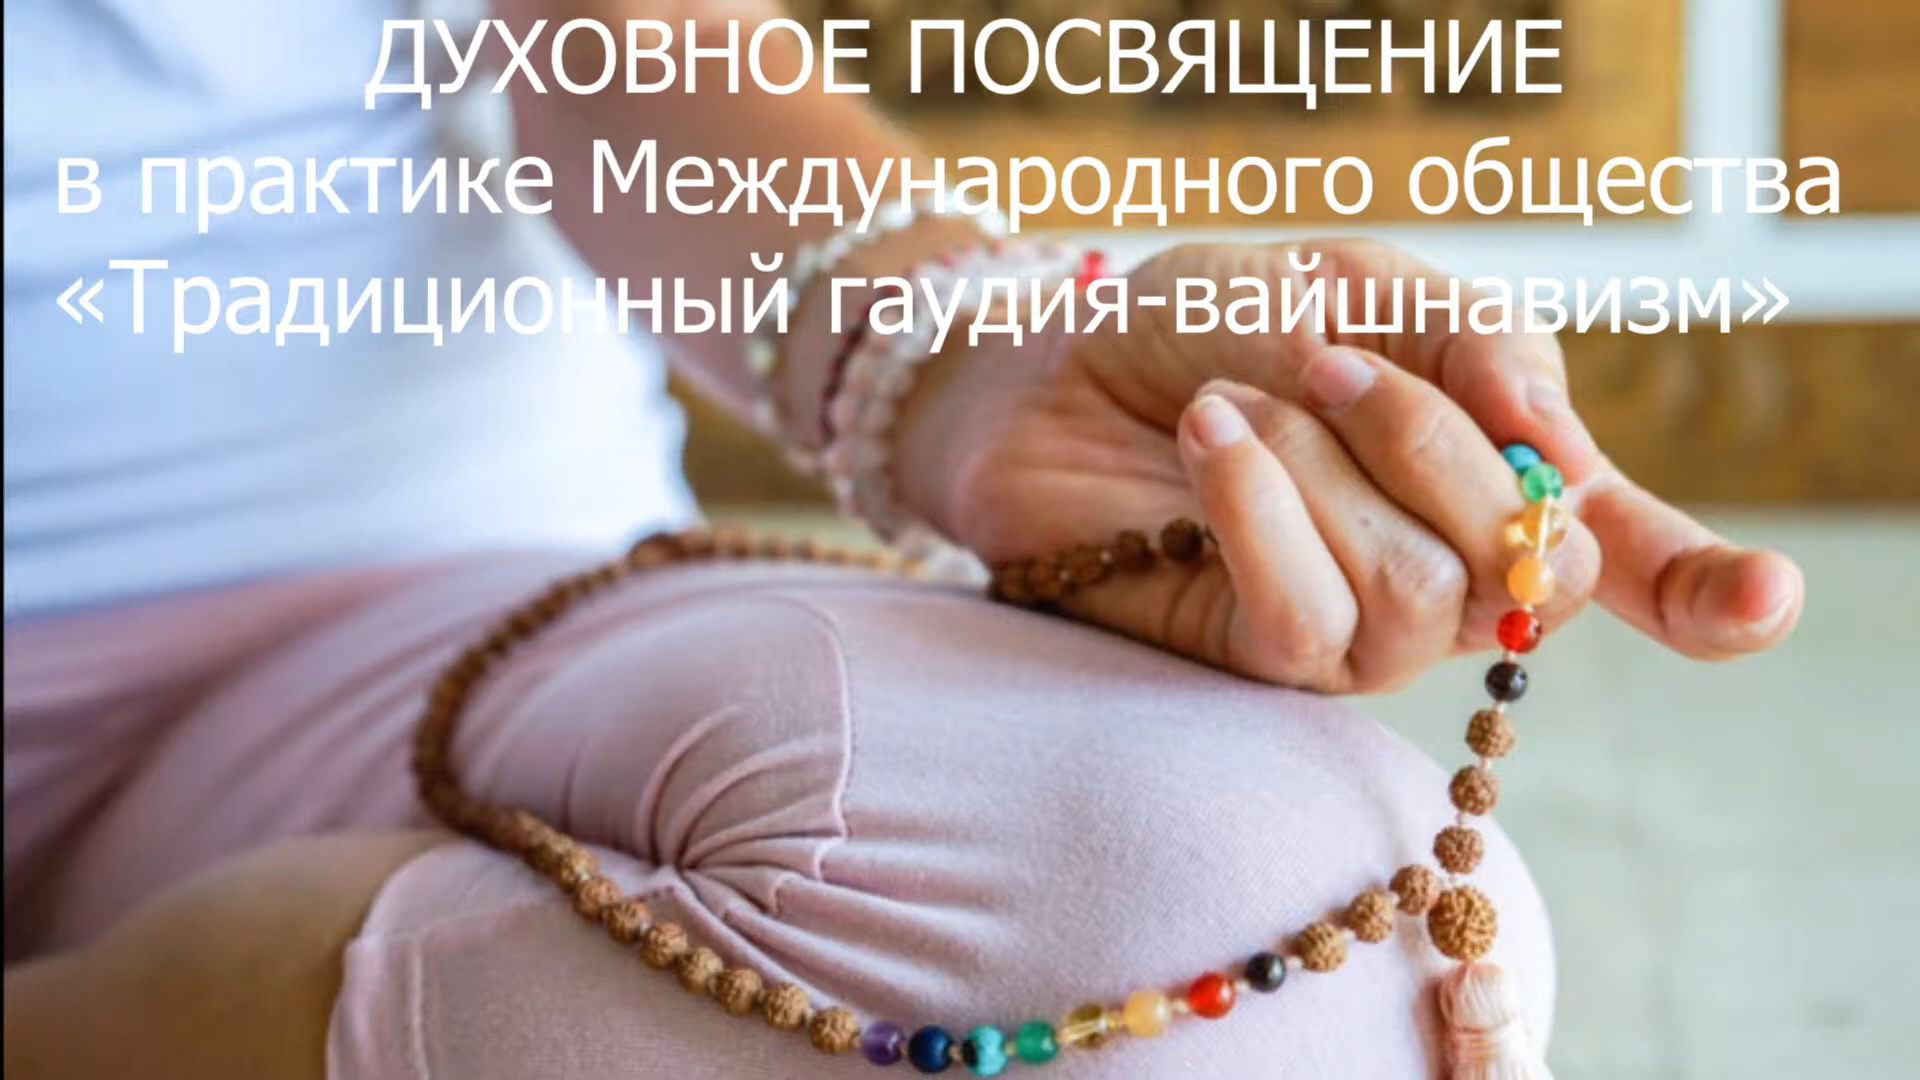 ДУХОВНОЕ ПОСВЯЩЕНИЕ
в практике Международного общества
«Традиционный гаудия-вайшнавизм»